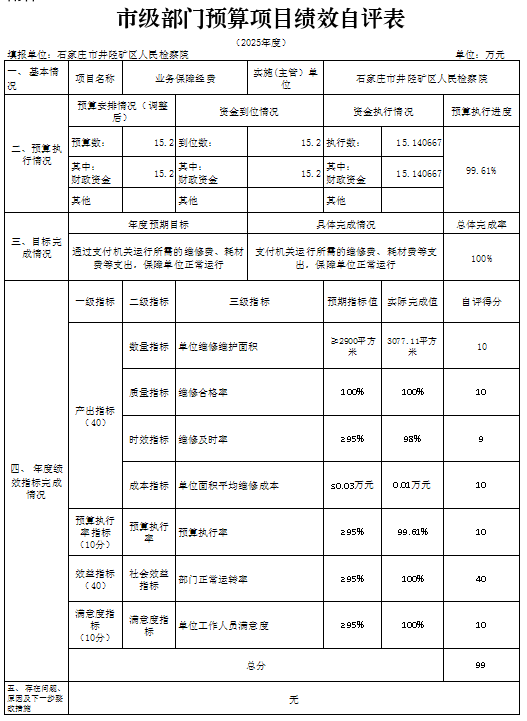 市级部门预算项目绩效自评表
（2025年度）
填报单位：石家庄市井陉矿区人民检察院 单位：万元
一、 基本情况 项目名称 业务保障经费 实施(主管）单位 石家庄市井陉矿区人民检察院
二、预算执行情况 预算安排情况（调整后） 资金到位情况 资金执行情况 预算执行进度
预算数： 15.2 到位数： 15.2 执行数： 15.140667 99.61%
其中：财政资金 15.2 其中：财政资金 15.2 其中：财政资金 15.140667
其他 其他 其他
三、目标完成情况 年度预期目标 具体完成情况 总体完成率
通过支付机关运行所需的维修费、耗材费等支出，保障单位正常运行 支付机关运行所需的维修费、耗材费等支出，保障单位正常运行 100%
四、 年度绩效指标完成情况 一级指标 二级指标 三级指标 预期指标值 实际完成值 自评得分
产出指标（40） 数量指标 单位维修维护面积 ≥2900平方米 3077.11平方米 10
质量指标 维修合格率 100% 100% 10
时效指标 维修及时率 ≥95% 98% 9
成本指标 单位面积平均维修成本 ≤0.03万元 0.01万元 10
预算执行率指标（10分） 预算执行率 预算执行率 ≥95% 99.61% 10
效益指标（40） 社会效益指标 部门正常运转率 ≥95% 100% 40
满意度指标（10分） 满意度指标 单位工作人员满意度 ≥95% 100% 10
总分 99
五、 存在问题、原因及下一步整改措施 无